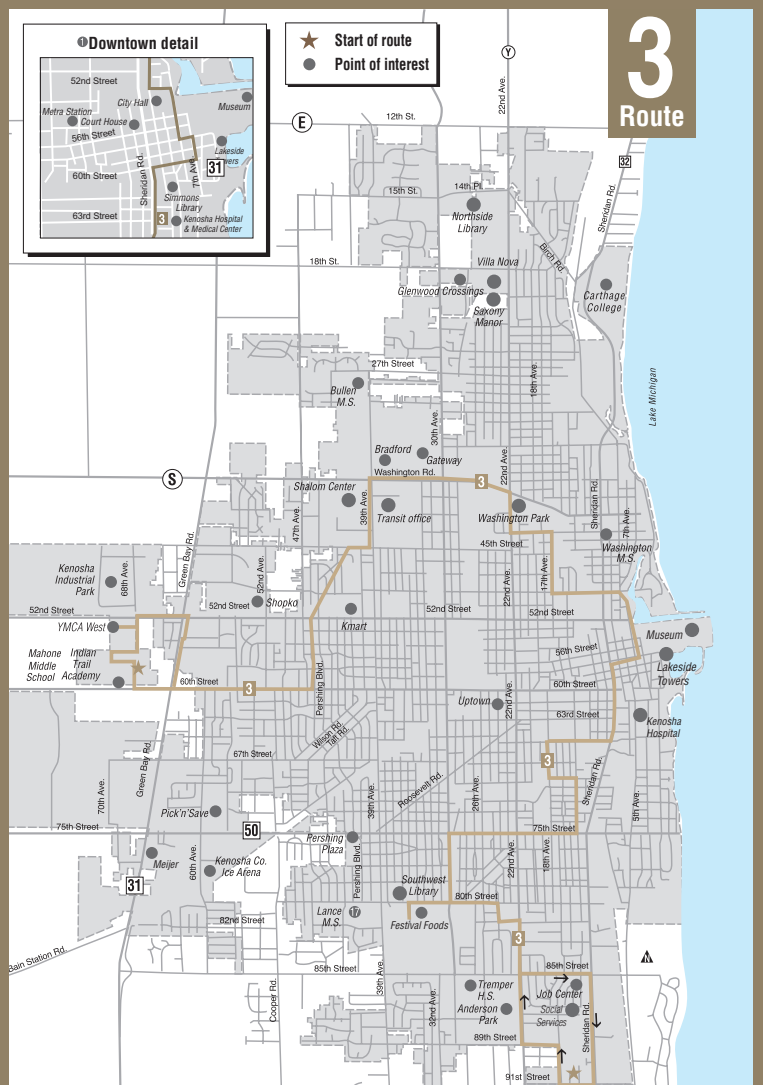 3
Route
1 Downtown detail
52nd Street
City Hall
Museum
Metra Station
Court House
56th Street
Lakeside
Towers
60th Street
Sheridan Rd.
7th Ave.
31
Simmons
Library
63rd Street
3
Kenosha Hospital
& Medical Center
Start of route
Point of interest
Y
22nd Ave.
E
12th St.
32
Sheridan Rd.
15th St.
14th Pl.
Northside
Library
Birch Rd.
18th St.
Villa Nova
Glenwood Crossings
Saxony
Manor
Carthage
College
27th Street
Bullen
M.S.
18th Ave.
Lake Michigan
30th Ave.
Bradford
Gateway
Washington Rd.
22nd Ave.
S
Shalom Center
39th Ave.
3
Transit office
Washington Park
Sheridan Rd.
7th Ave.
47th Ave.
45th Street
Washington
M.S.
Green Bay Rd.
Kenosha
Industrial
Park
68th Ave.
52nd Ave.
22nd Ave.
17th Ave.
52nd Street
52nd Street
Shopko
52nd Street
52nd Street
Kmart
YMCA West
Mahone
Middle
School
Indian
Trail
Academy
Museum
56th Street
Lakeside
Towers
60th Street
3
60th Street
Pershing Blvd.
Uptown
22nd Ave.
63rd Street
Kenosha
Hospital
Wilson Rd.
Taft Rd.
67th Street
3
Green Bay Rd.
70th Ave.
39th Ave.
Roosevelt Rd.
26th Ave.
Sheridan Rd.
5th Ave.
Pick'n'Save
75th Street
50
75th Street
Pershing
Plaza
Meijer
60th Ave.
Kenosha Co.
Ice Arena
Pershing Blvd.
22nd Ave.
18th Ave.
31
Southwest
Library
80th Street
Lance
M.S.
17
Festival Foods
82nd Street
3
Bain Station Rd.
85th Street
39th Ave.
85th Street
N
Cooper Rd.
32nd Ave.
Tremper
H.S.
Anderson
Park
Job Center
Social
Services
Sheridan Rd.
89th Street
91st Street